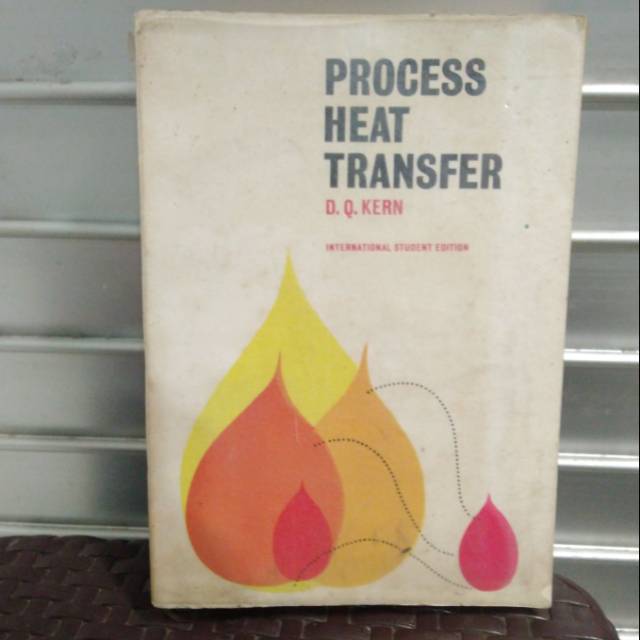 PROCESS
HEAT
TRANSFER
D. Q. KERN
INTERNATIONAL STUDENT EDITION